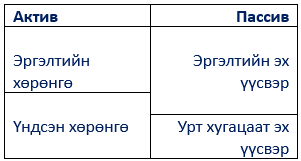 Актив
Пассив
Эргэлтийн
хөрөнгө
Эргэлтийн эх
үүсвэр
Үндсэн хөрөнгө
Урт хугацаат эх
үүсвэр